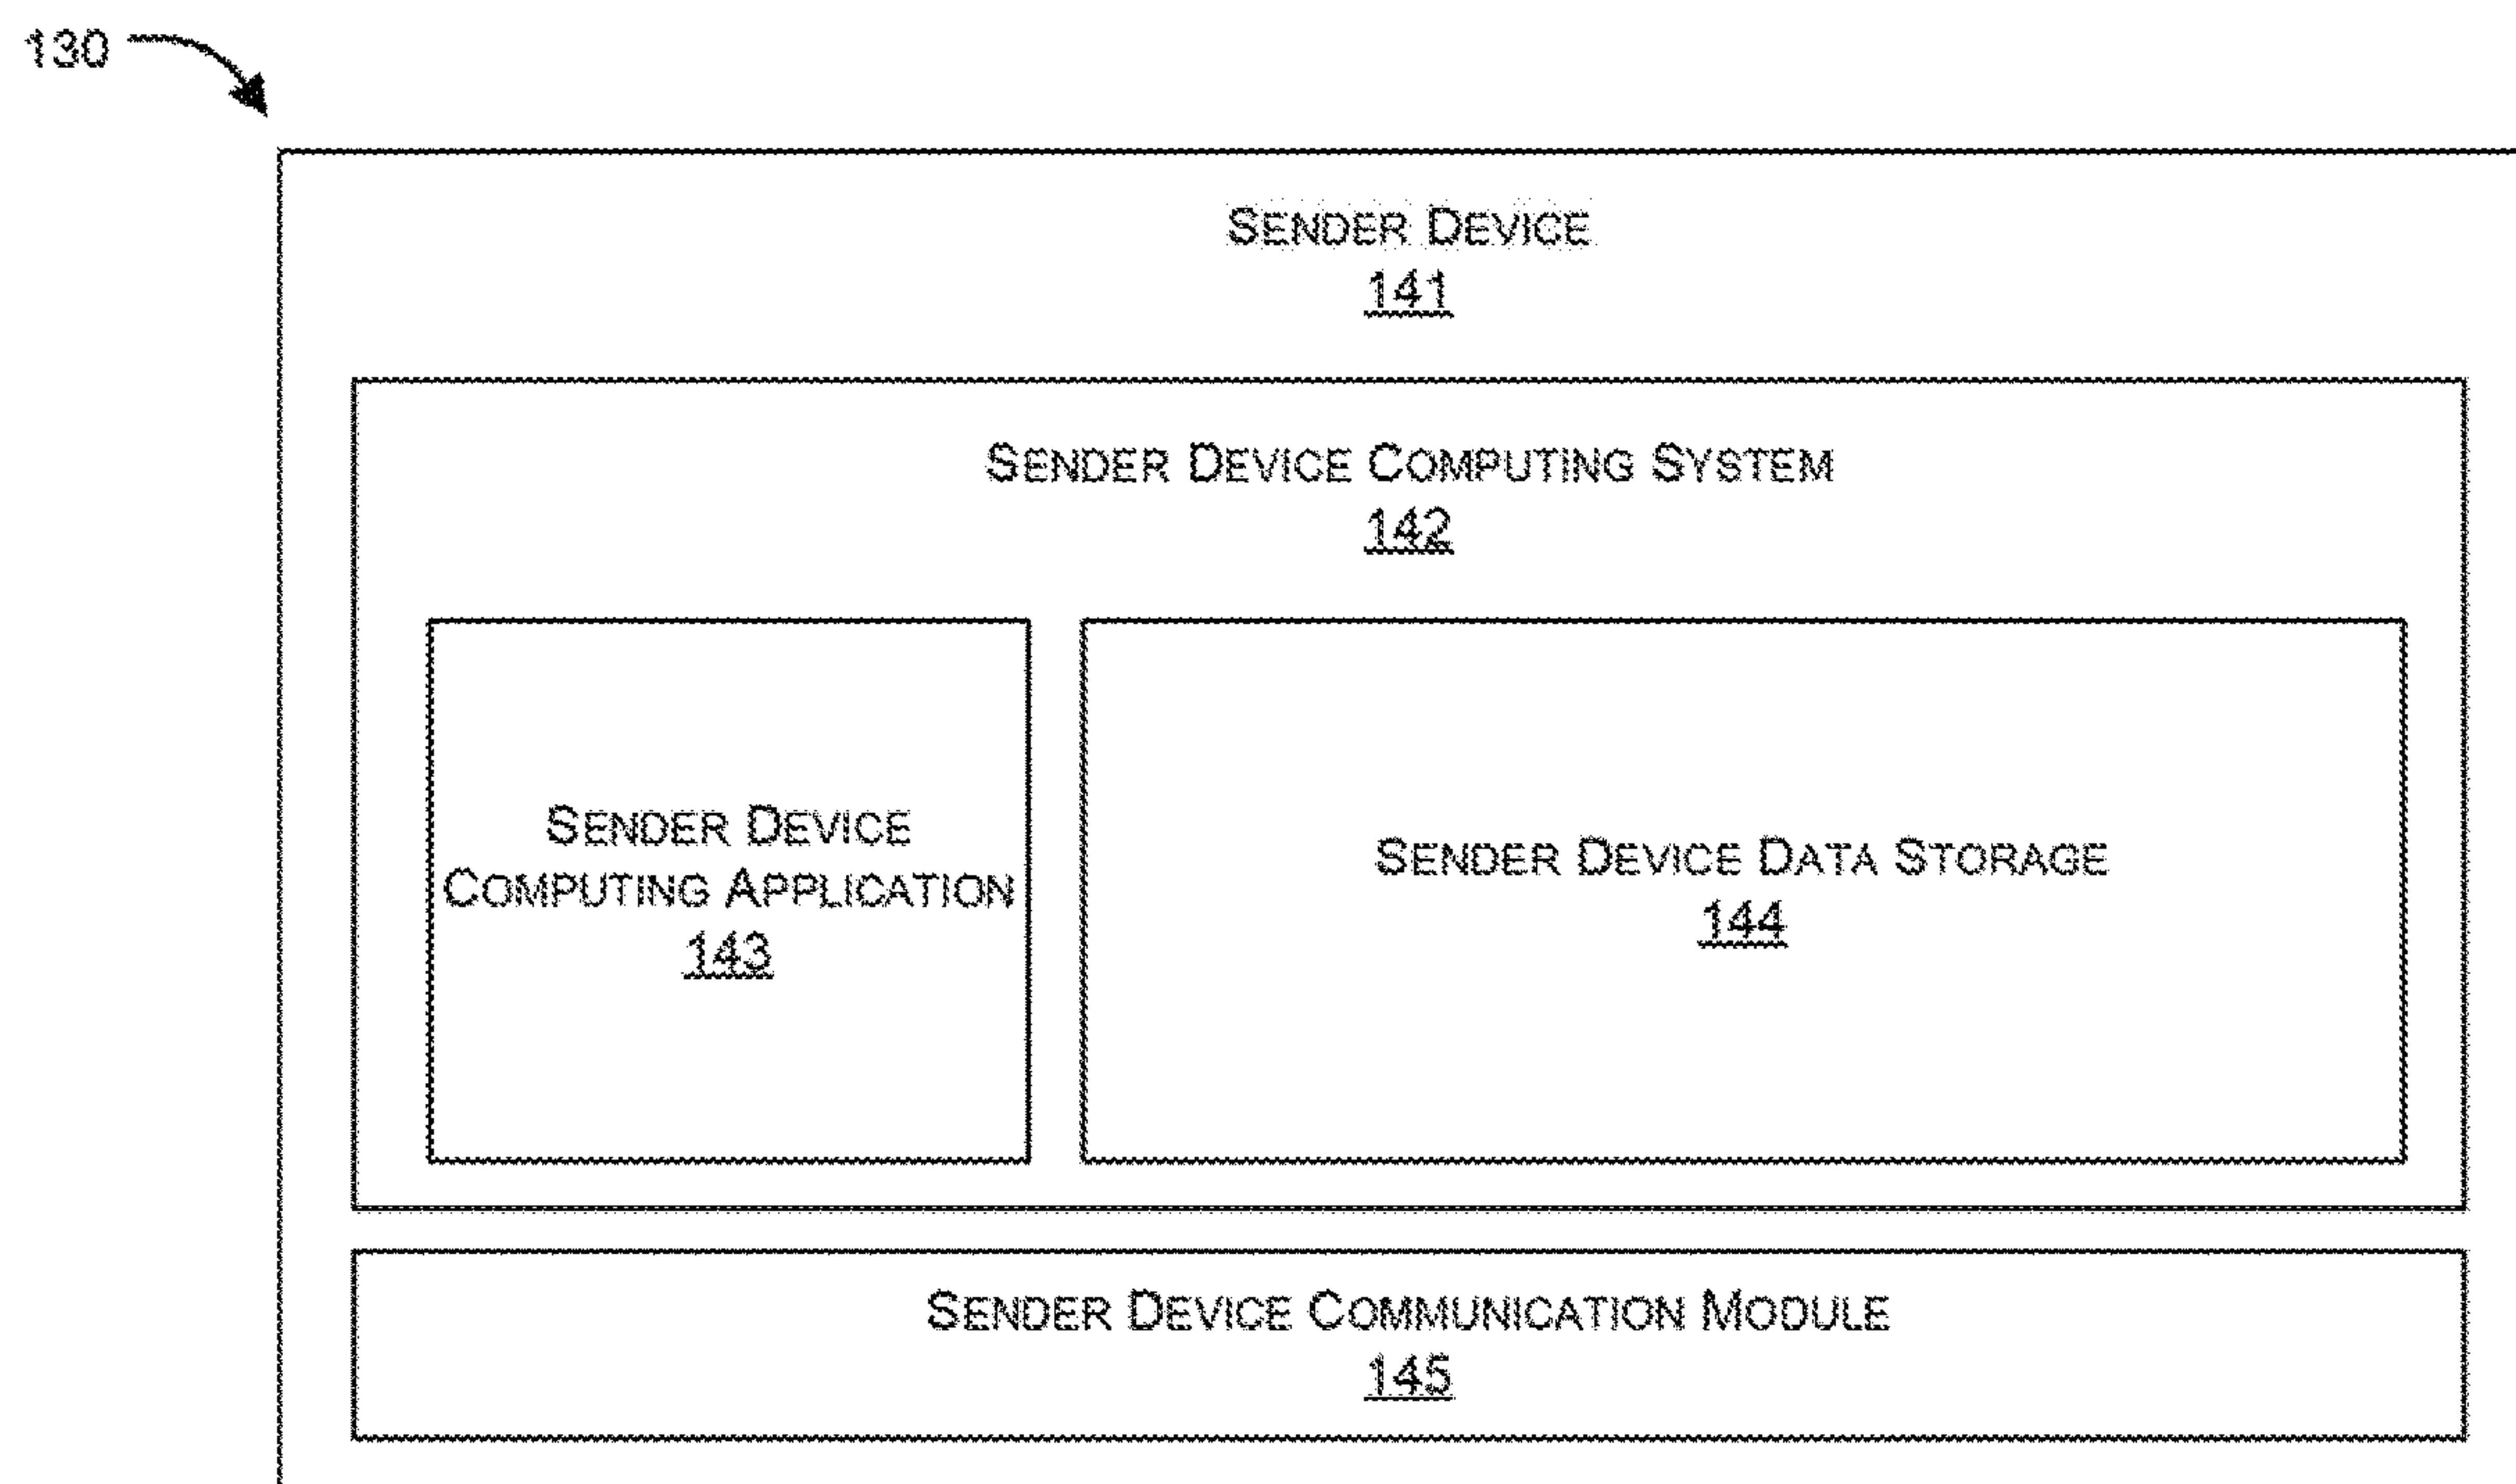 130
SENDER DEVICE
141
SENDER DEVICE COMPUTING SYSTEM
142
SENDER DEVICE
COMPUTING APPLICATION
143
SENDER DEVICE DATA STORAGE
144
SENDER DEVICE COMMUNICATION MODULE
145